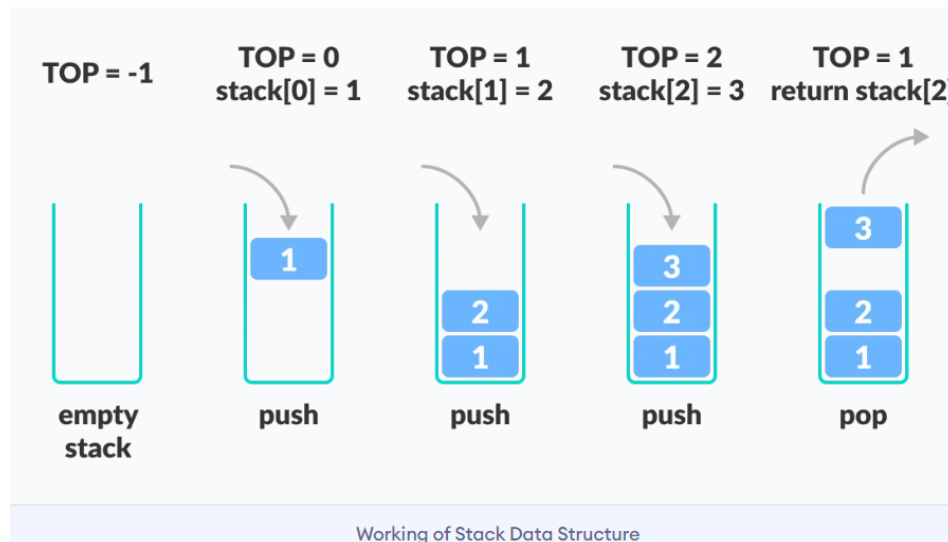 TOP = -1
TOP = 0
stack[0] = 1
TOP = 1
stack[1] = 2
TOP = 2
stack[2] = 3
TOP = 1
return stack[2]
1
2
1
3
2
1
3
2
1
empty
stack
push
push
push
pop
Working of Stack Data Structure